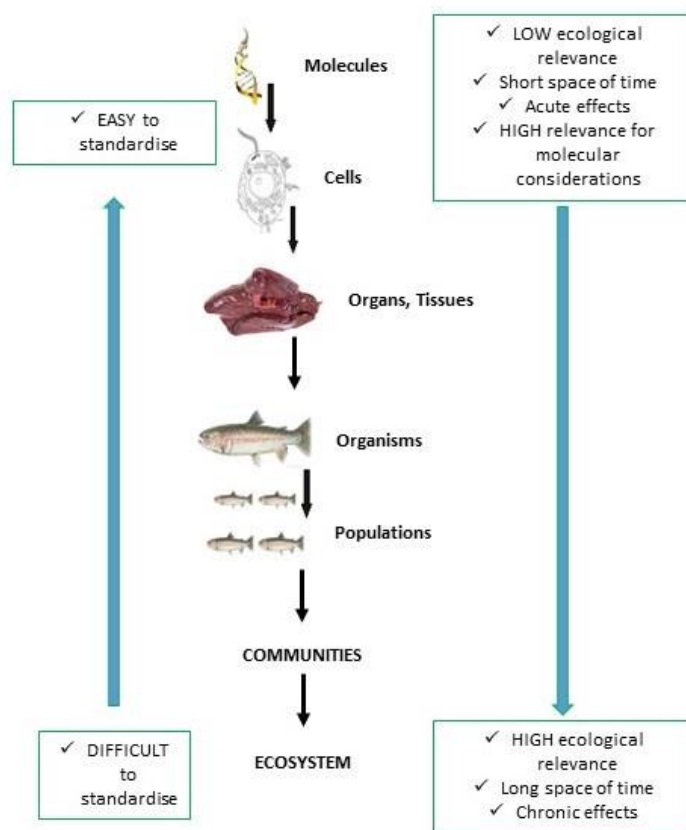 Molecules
✓ EASY to
standardise
✓ LOW ecological
relevance
✓ Short space of time
✓ Acute effects
✓ HIGH relevance for
molecular
considerations
Cells
Organs, Tissues
Organisms
Populations
COMMUNITIES
ECOSYSTEM
✓ DIFFICULT
to
standardise
✓ HIGH ecological
relevance
✓ Long space of time
✓ Chronic effects